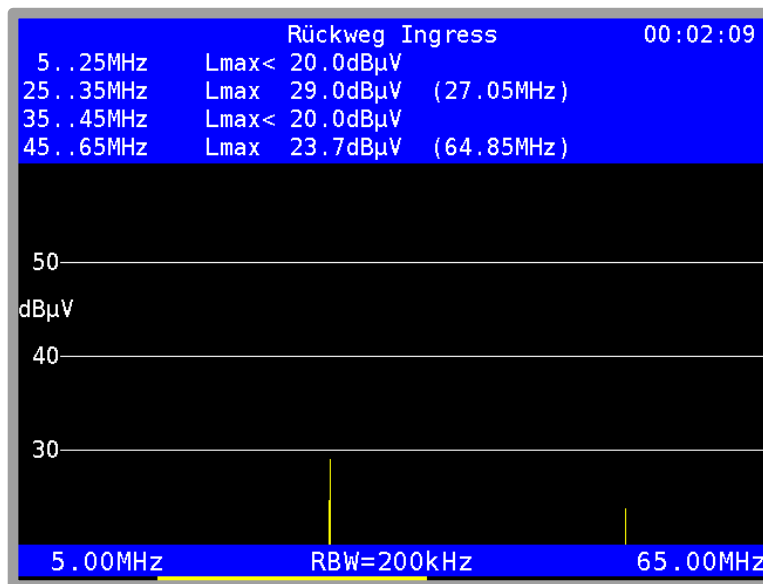 Rückweg Ingress 00:02:09
5..25MHz Lmax< 20.0dBµV
25..35MHz Lmax 29.0dBµV (27.05MHz)
35..45MHz Lmax< 20.0dBµV
45..65MHz Lmax 23.7dBµV (64.85MHz)
50
dBµV
40
30
5.00MHz RBW=200kHz 65.00MHz